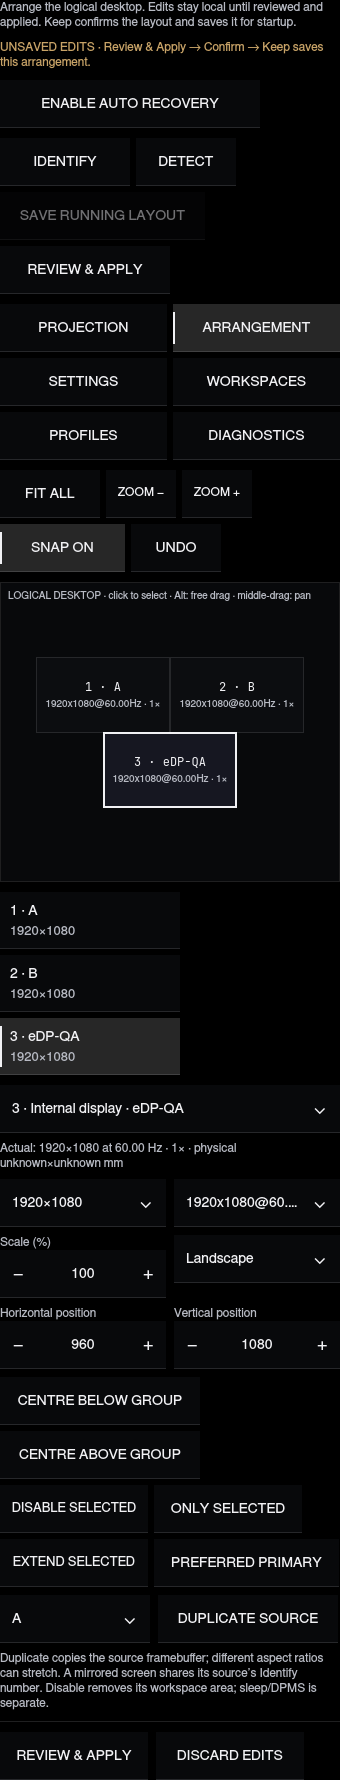 Arrange the logical desktop. Edits stay local until reviewed and
applied. Keep confirms the layout and saves it for startup.
UNSAVED EDITS · Review & Apply → Confirm → Keep saves
this arrangement.
ENABLE AUTO RECOVERY
IDENTIFY DETECT
SAVE RUNNING LAYOUT
REVIEW & APPLY
PROJECTION ARRANGEMENT
SETTINGS WORKSPACES
PROFILES DIAGNOSTICS
FIT ALL ZOOM – ZOOM +
SNAP ON UNDO
LOGICAL DESKTOP · click to select · Alt: free drag · middle-drag: pan
1 · A 2 · B
1920x1080@60.00Hz · 1× 1920x1080@60.00Hz · 1×
3 · eDP-QA
1920x1080@60.00Hz · 1×
1 · A
1920×1080
2 · B
1920×1080
3 · eDP-QA
1920×1080
3 · Internal display · eDP-QA
Actual: 1920×1080 at 60.00 Hz · 1× · physical
unknown×unknown mm
1920×1080 1920x1080@60....
Scale (%)
– 100 + Landscape
Horizontal position Vertical position
– 960 + – 1080 +
CENTRE BELOW GROUP
CENTRE ABOVE GROUP
DISABLE SELECTED ONLY SELECTED
EXTEND SELECTED PREFERRED PRIMARY
A DUPLICATE SOURCE
Duplicate copies the source framebuffer; different aspect ratios
can stretch. A mirrored screen shares its source's Identify
number. Disable removes its workspace area; sleep/DPMS is
separate.
REVIEW & APPLY DISCARD EDITS